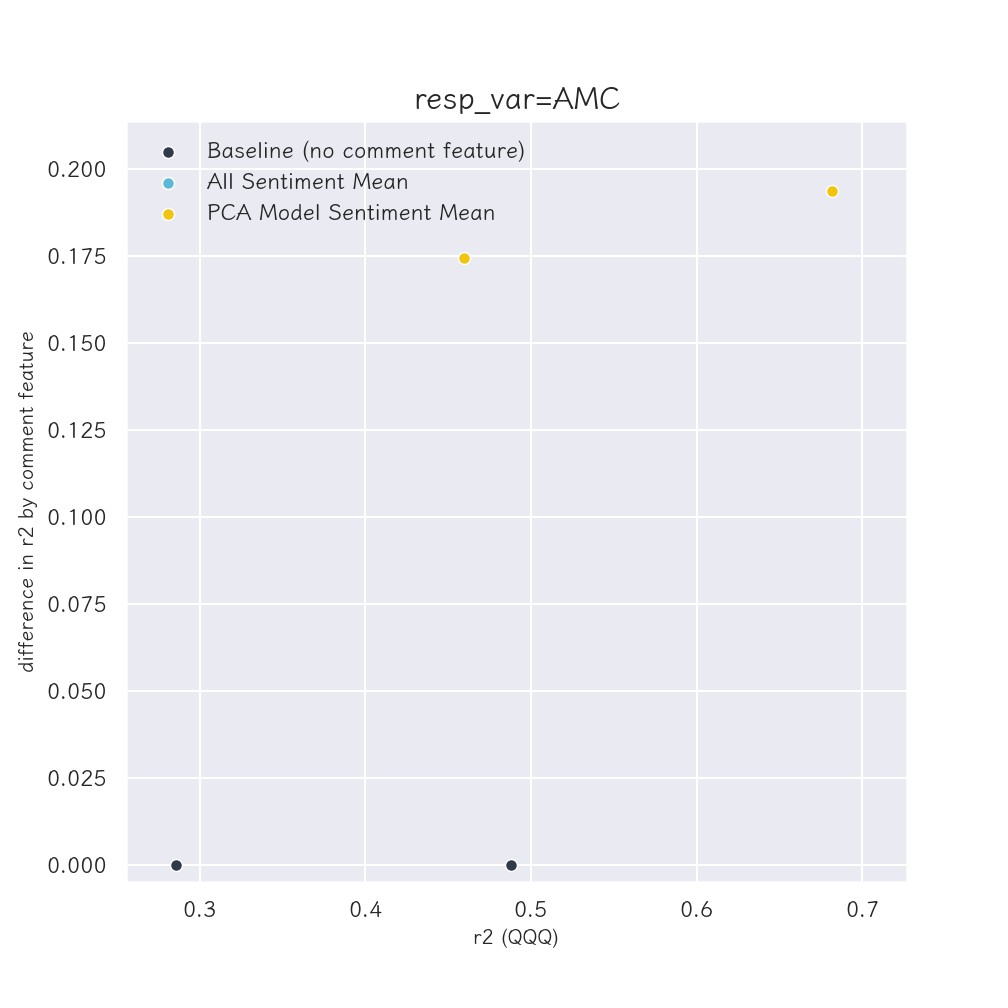 resp_var=AMC
Baseline (no comment feature)
All Sentiment Mean
PCA Model Sentiment Mean
difference in r2 by comment feature
0.200
0.175
0.150
0.125
0.100
0.075
0.050
0.025
0.000
0.3 0.4 0.5 0.6 0.7
r2 (QQQ)